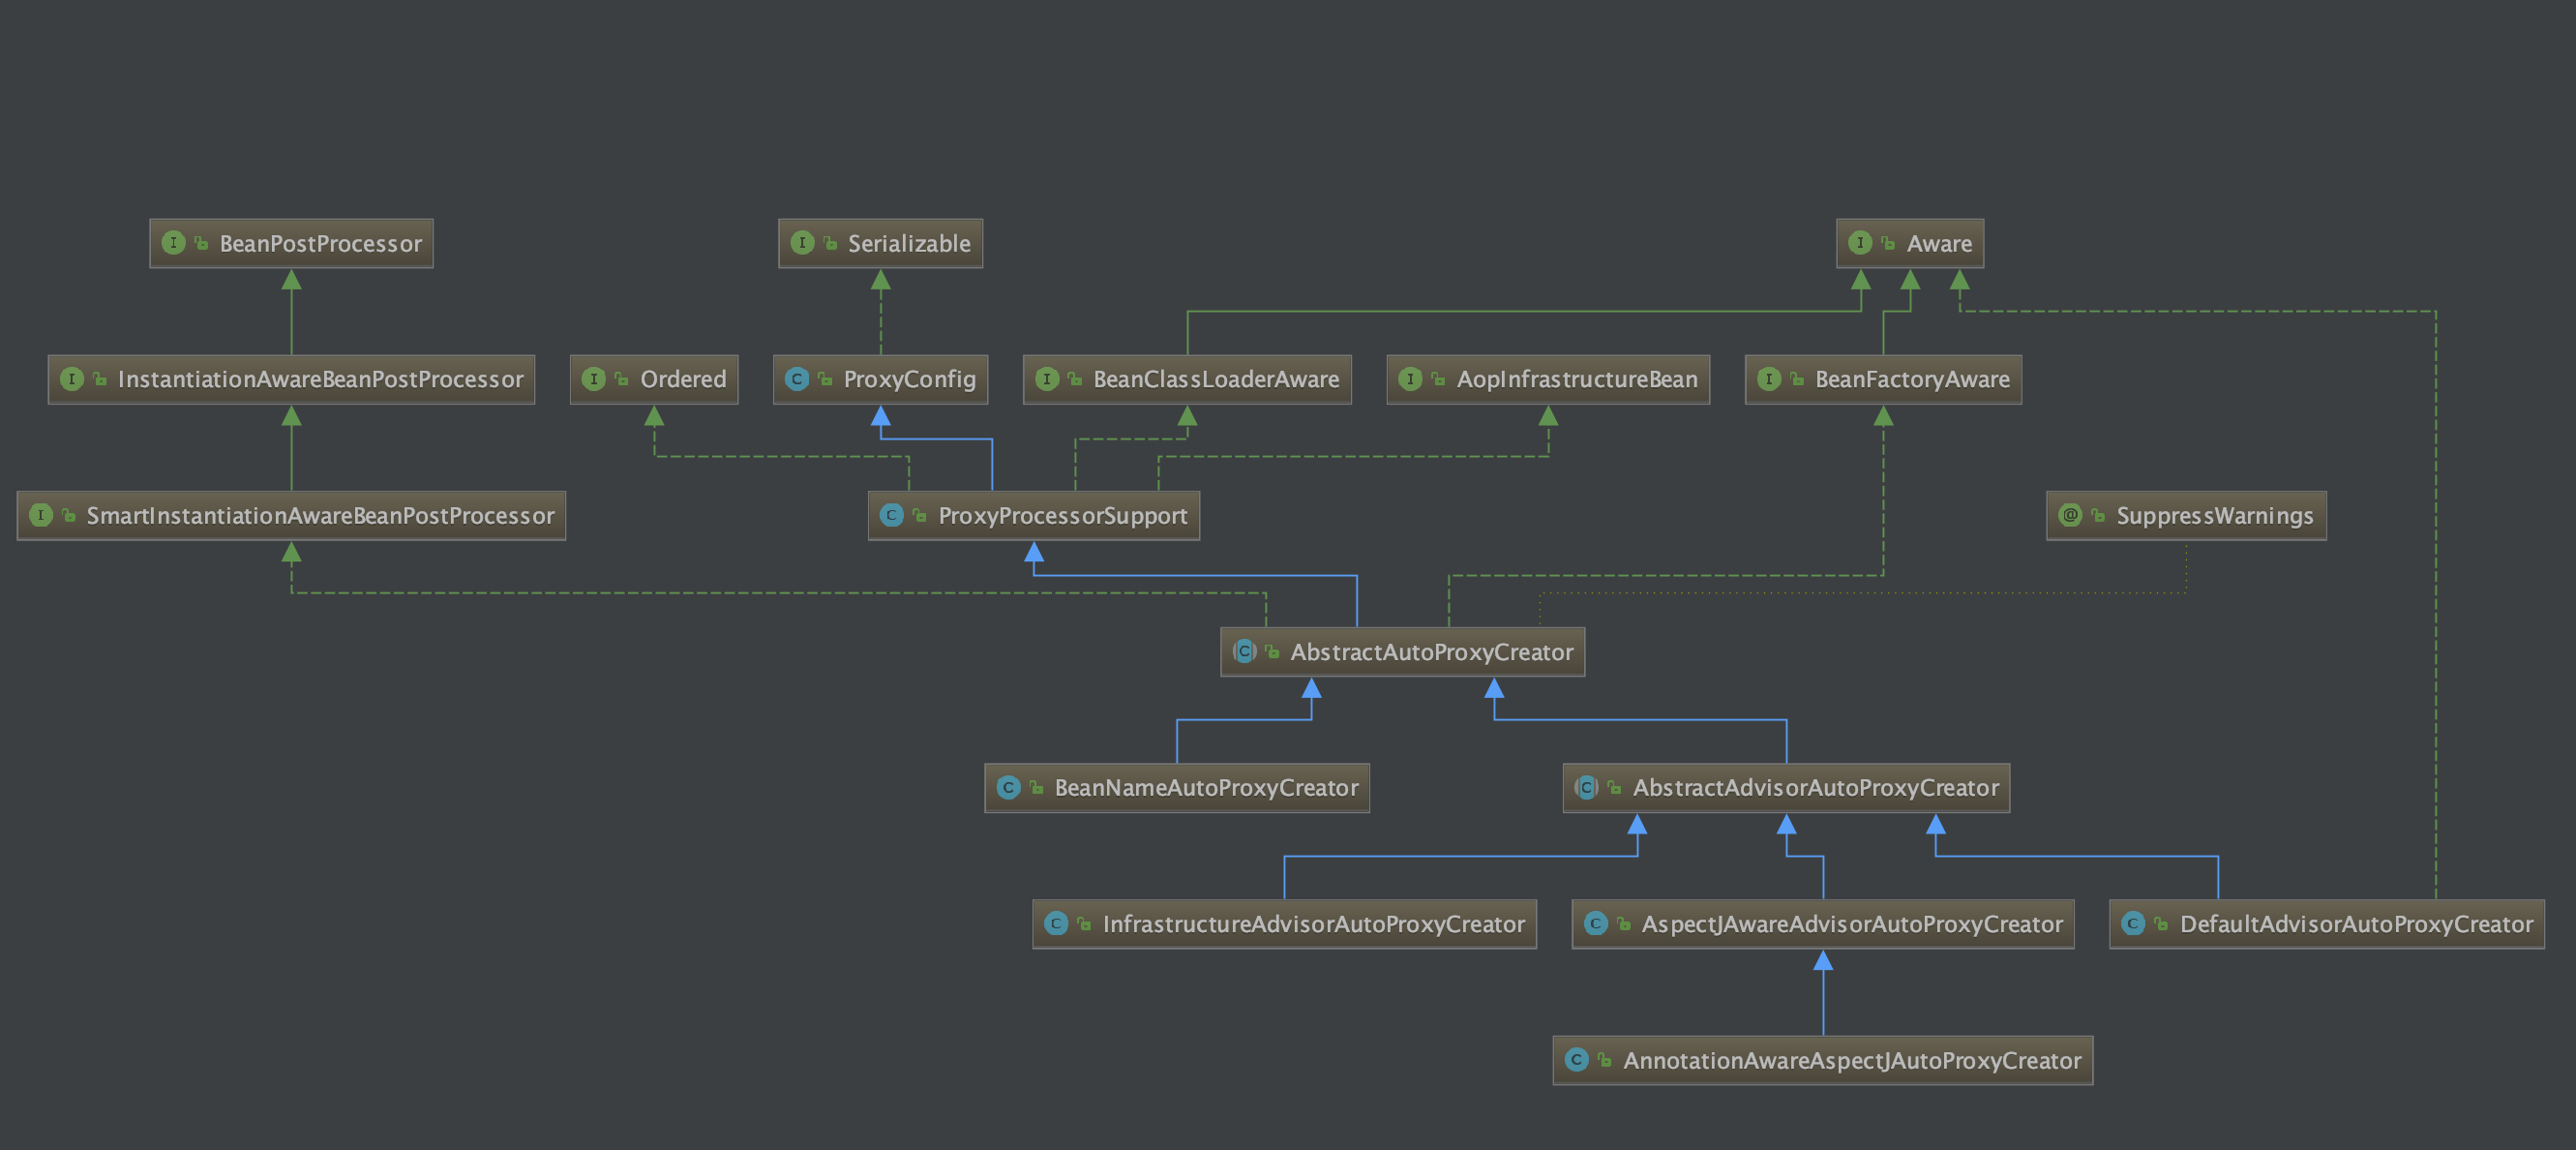 BeanPostProcessor
Serializable
Aware
InstantiationAwareBeanPostProcessor
Ordered
ProxyConfig
BeanClassLoaderAware
AopInfrastructureBean
BeanFactoryAware
SmartInstantiationAwareBeanPostProcessor
ProxyProcessorSupport
SuppressWarnings
AbstractAutoProxyCreator
BeanNameAutoProxyCreator
AbstractAdvisorAutoProxyCreator
InfrastructureAdvisorAutoProxyCreator
AspectJAwareAdvisorAutoProxyCreator
DefaultAdvisorAutoProxyCreator
AnnotationAwareAspectJAutoProxyCreator